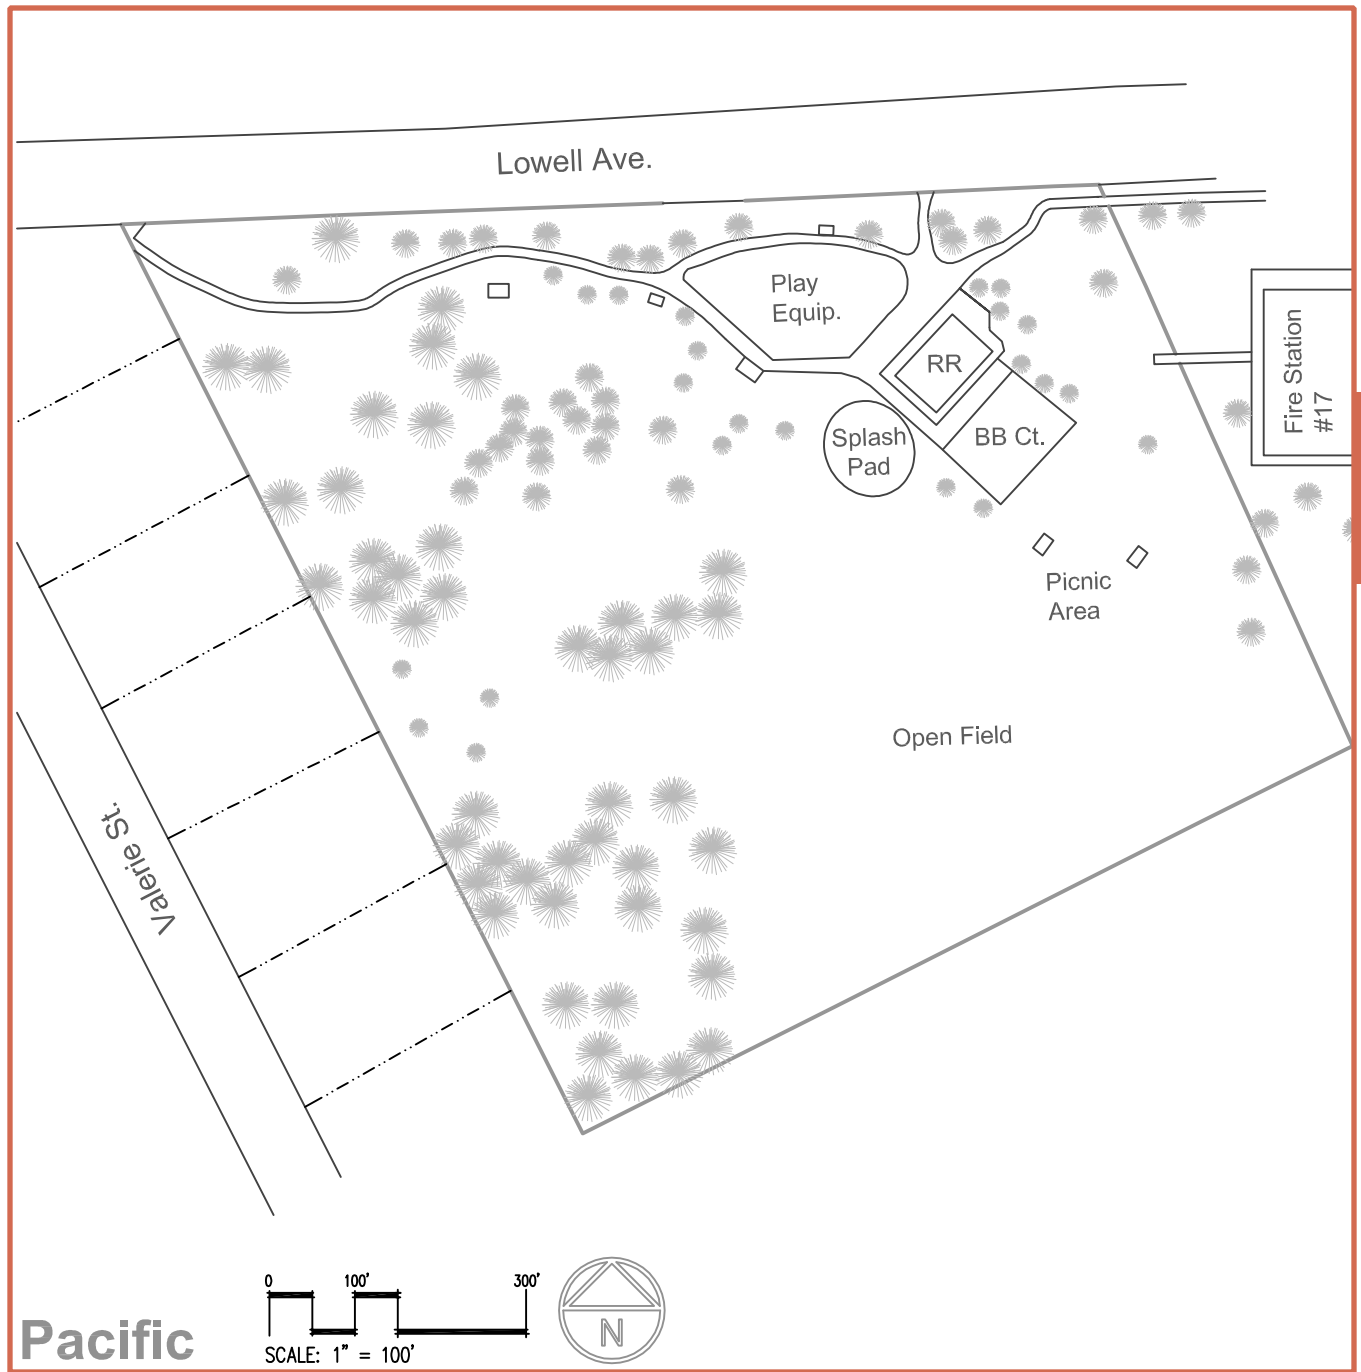 Lowell Ave.
Play
Equip.
RR
Fire Station
#17
Splash
Pad
BB Ct.
Picnic
Area
Open Field
Valerie St.
0 100' 300'
SCALE: 1" = 100'
N
Pacific